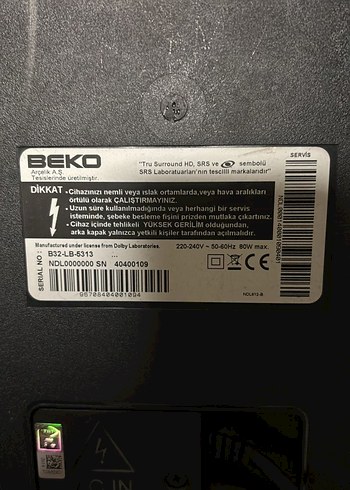 BEKO
Arçelik A.Ş.
Tesislerinde üretilmiştir.
"Tru Surround HD, SRS ve sembolü
SRS Laboratuarları'nın tescilli markalarıdır"
SERVİS
DİKKAT
• Cihazınızı nemli veya ıslak ortamlarda,veya hava aralıkları
örtülü olarak ÇALIŞTIRMAYINIZ.
• Uzun süre kullanılmadığında veya herhangi bir servis
isteminde, şebeke besleme fişini prizden mutlaka çıkartınız.
• Cihaz içinde tehlikeli YÜKSEK GERİLİM olduğundan,
arka kapak yalnızca yetkili kişiler tarafından açılmalıdır.
Manufactured under license from Dolby Laboratories.
220-240V ~ 50-60Hz 80W max.
SERIAL NO :
B32-LB-5313 ...
NDL0000000 SN 40400109
95708404001094